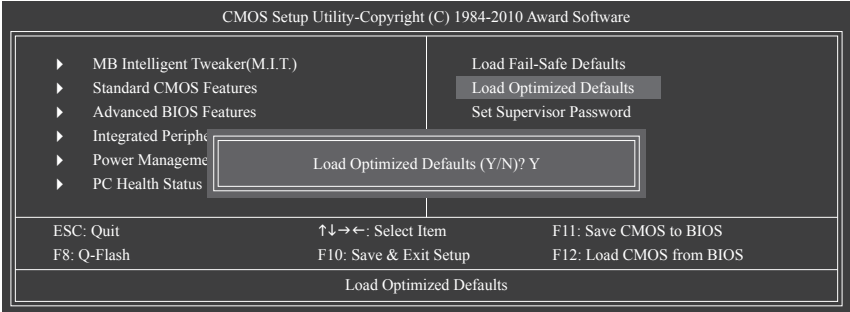 CMOS Setup Utility-Copyright (C) 1984-2010 Award Software
MB Intelligent Tweaker(M.I.T.)
Standard CMOS Features
Advanced BIOS Features
Integrated Periphe
Power Manageme
PC Health Status
Load Fail-Safe Defaults
Load Optimized Defaults
Set Supervisor Password
Load Optimized Defaults (Y/N)? Y
ESC: Quit ↑↓→←: Select Item F11: Save CMOS to BIOS
F8: Q-Flash F10: Save & Exit Setup F12: Load CMOS from BIOS
Load Optimized Defaults